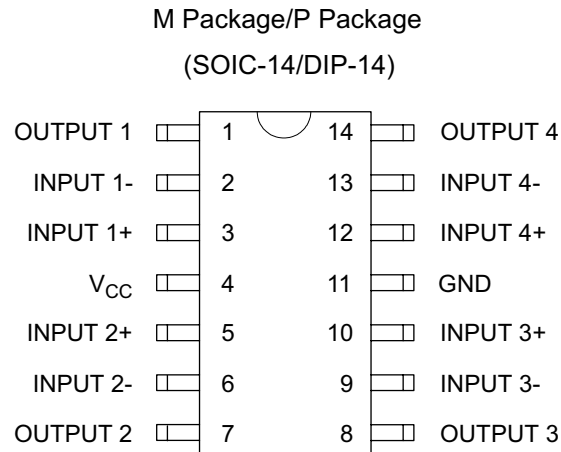 M Package/P Package
(SOIC-14/DIP-14)
OUTPUT 1 1 14 OUTPUT 4
INPUT 1- 2 13 INPUT 4-
INPUT 1+ 3 12 INPUT 4+
VCC 4 11 GND
INPUT 2+ 5 10 INPUT 3+
INPUT 2- 6 9 INPUT 3-
OUTPUT 2 7 8 OUTPUT 3